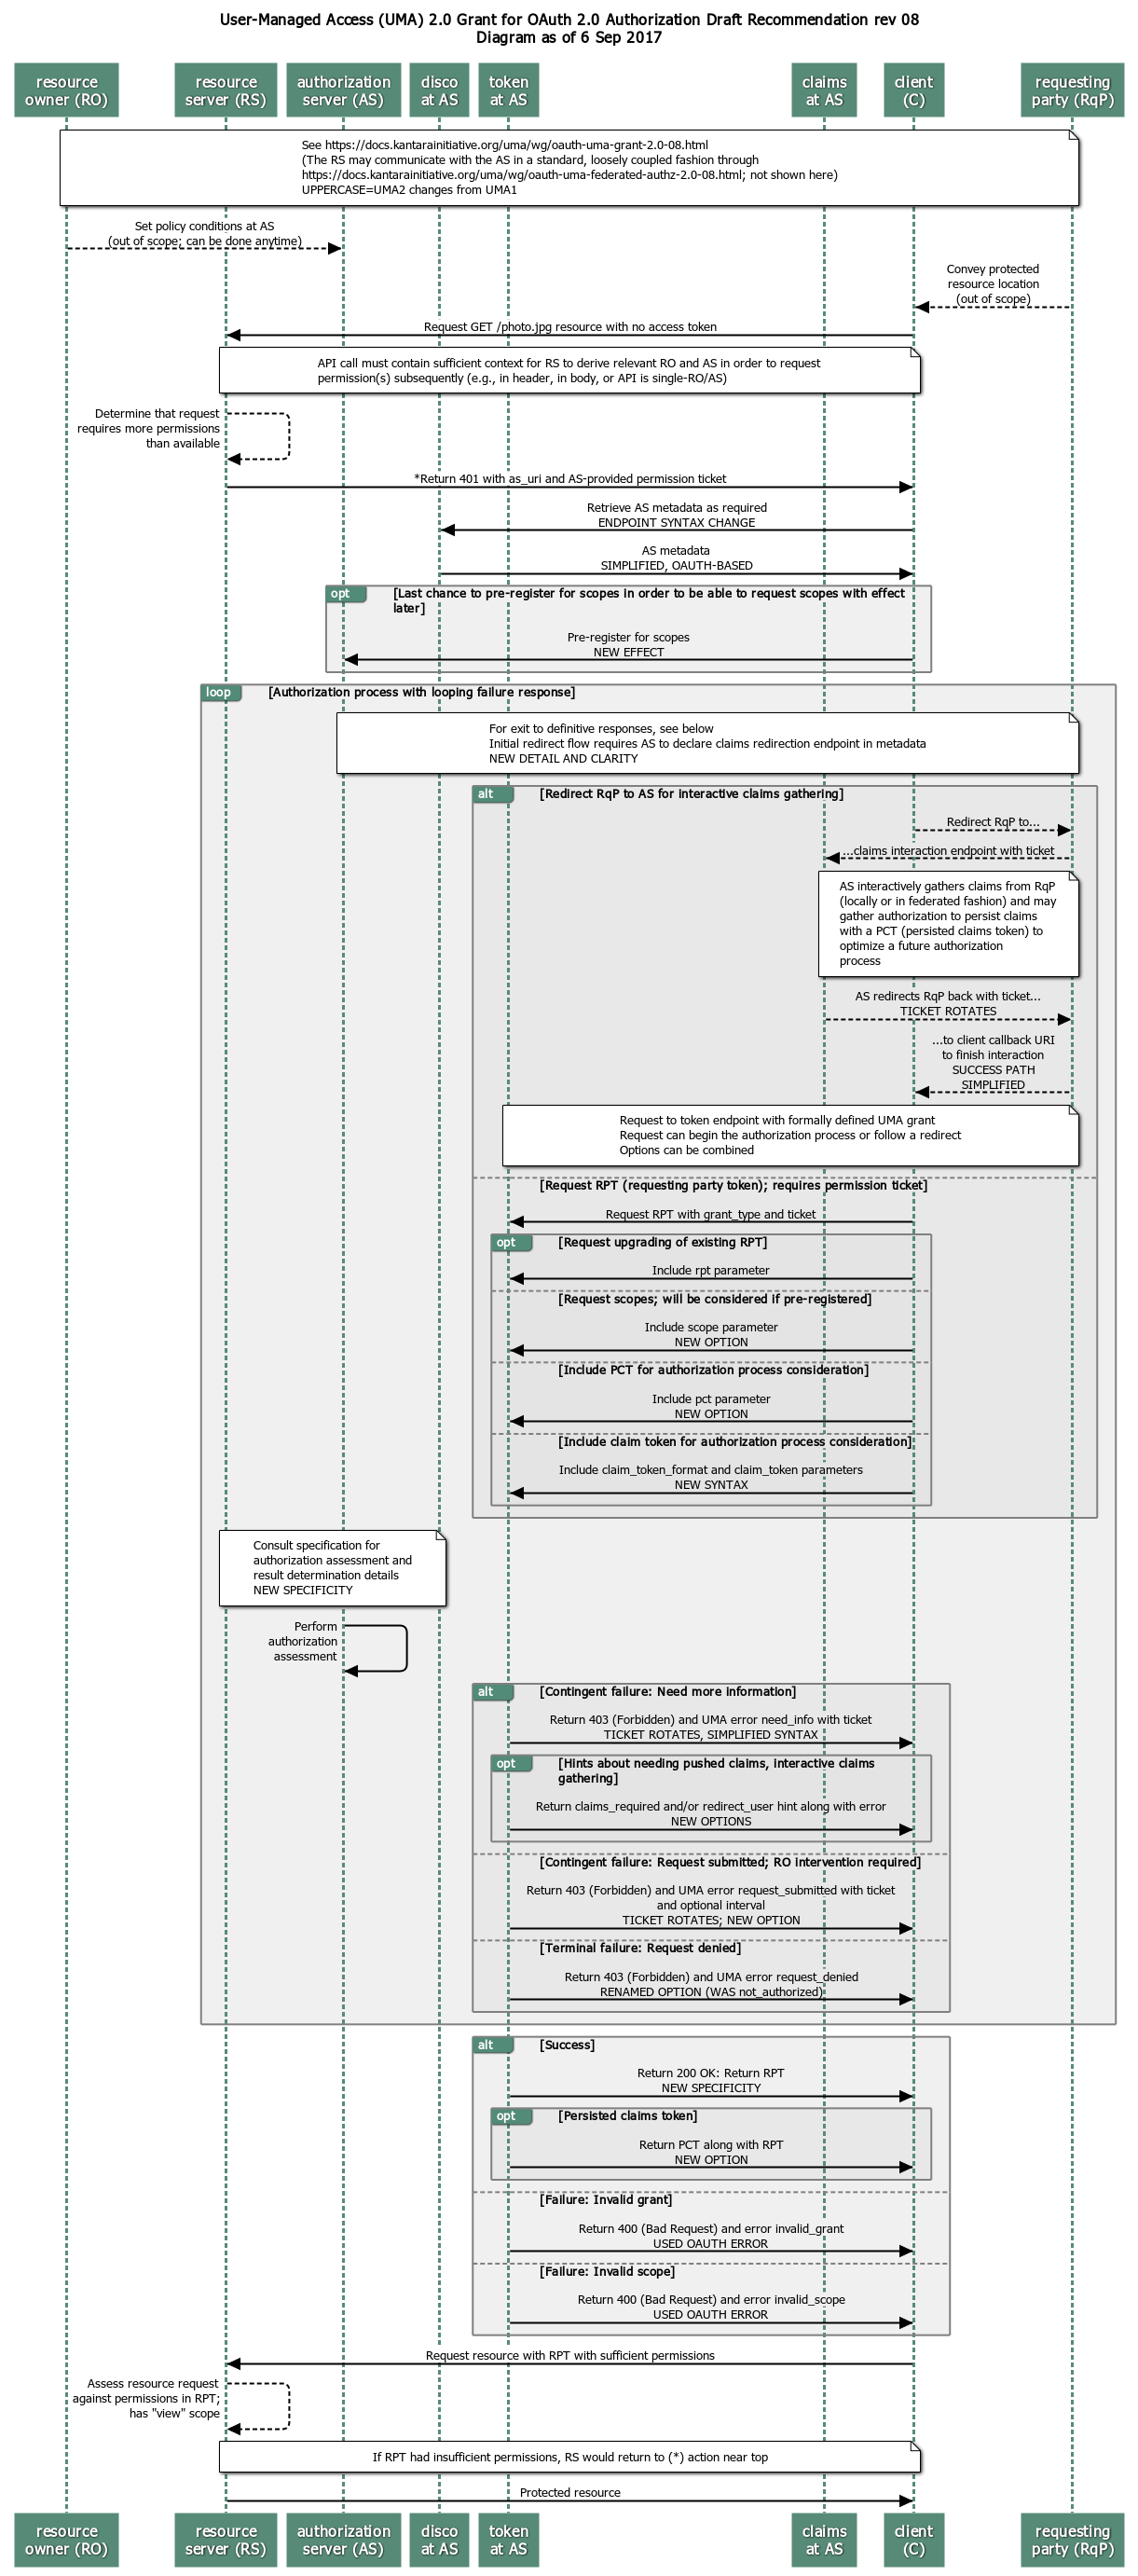 User-Managed Access (UMA) 2.0 Grant for OAuth 2.0 Authorization Draft Recommendation rev 08
Diagram as of 6 Sep 2017
resource
owner (RO)
resource
server (RS)
authorization
server (AS)
disco
at AS
token
at AS
claims
at AS
client
(C)
requesting
party (RqP)
See https://docs.kantarainitiative.org/uma/wg/oauth-uma-grant-2.0-08.html
(The RS may communicate with the AS in a standard, loosely coupled fashion through
https://docs.kantarainitiative.org/uma/wg/oauth-uma-federated-authz-2.0-08.html; not shown here)
UPPERCASE=UMA2 changes from UMA1
Set policy conditions at AS
(out of scope; can be done anytime)
Convey protected
resource location
(out of scope)
Request GET /photo.jpg resource with no access token
API call must contain sufficient context for RS to derive relevant RO and AS in order to request
permission(s) subsequently (e.g., in header, in body, or API is single-RO/AS)
Determine that request
requires more permissions
than available
*Return 401 with as_uri and AS-provided permission ticket
Retrieve AS metadata as required
ENDPOINT SYNTAX CHANGE
AS metadata
SIMPLIFIED, OAUTH-BASED
opt
[Last chance to pre-register for scopes in order to be able to request scopes with effect
later]
Pre-register for scopes
NEW EFFECT
loop
[Authorization process with looping failure response]
For exit to definitive responses, see below
Initial redirect flow requires AS to declare claims redirection endpoint in metadata
NEW DETAIL AND CLARITY
alt
[Redirect RqP to AS for interactive claims gathering]
Redirect RqP to...
...claims interaction endpoint with ticket
AS interactively gathers claims from RqP
(locally or in federated fashion) and may
gather authorization to persist claims
with a PCT (persisted claims token) to
optimize a future authorization
process
AS redirects RqP back with ticket...
TICKET ROTATES
...to client callback URI
to finish interaction
SUCCESS PATH
SIMPLIFIED
Request to token endpoint with formally defined UMA grant
Request can begin the authorization process or follow a redirect
Options can be combined
[Request RPT (requesting party token); requires permission ticket]
Request RPT with grant_type and ticket
opt
[Request upgrading of existing RPT]
Include rpt parameter
[Request scopes; will be considered if pre-registered]
Include scope parameter
NEW OPTION
[Include PCT for authorization process consideration]
Include pct parameter
NEW OPTION
[Include claim token for authorization process consideration]
Include claim_token_format and claim_token parameters
NEW SYNTAX
Consult specification for
authorization assessment and
result determination details
NEW SPECIFICITY
Perform
authorization
assessment
alt
[Contingent failure: Need more information]
Return 403 (Forbidden) and UMA error need_info with ticket
TICKET ROTATES, SIMPLIFIED SYNTAX
opt
[Hints about needing pushed claims, interactive claims
gathering]
Return claims_required and/or redirect_user hint along with error
NEW OPTIONS
[Contingent failure: Request submitted; RO intervention required]
Return 403 (Forbidden) and UMA error request_submitted with ticket
and optional interval
TICKET ROTATES; NEW OPTION
[Terminal failure: Request denied]
Return 403 (Forbidden) and UMA error request_denied
RENAMED OPTION (WAS not_authorized)
alt
[Success]
Return 200 OK: Return RPT
NEW SPECIFICITY
opt
[Persisted claims token]
Return PCT along with RPT
NEW OPTION
[Failure: Invalid grant]
Return 400 (Bad Request) and error invalid_grant
USED OAUTH ERROR
[Failure: Invalid scope]
Return 400 (Bad Request) and error invalid_scope
USED OAUTH ERROR
Request resource with RPT with sufficient permissions
Assess resource request
against permissions in RPT;
has "view" scope
If RPT had insufficient permissions, RS would return to (*) action near top
Protected resource
resource
owner (RO)
resource
server (RS)
authorization
server (AS)
disco
at AS
token
at AS
claims
at AS
client
(C)
requesting
party (RqP)